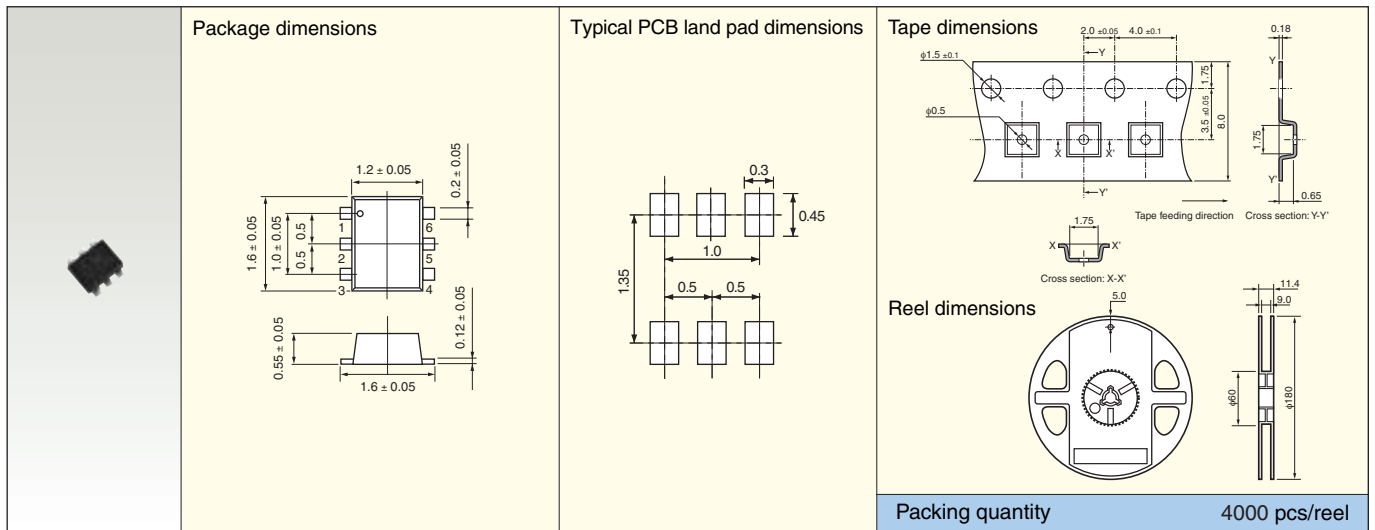 Package dimensions
1.2 ± 0.05
0.2 ± 0.05
1.6 ± 0.05
1.0 ± 0.05
0.5
0.5
1
2
3
6
5
4
0.55 ± 0.05
0.12 ± 0.05
1.6 ± 0.05
Typical PCB land pad dimensions
0.3
0.45
1.0
1.35
0.5
0.5
Tape dimensions
2.0 ±0.05
4.0 ±0.1
0.18
φ1.5 ±0.1
Y
Y
1.75
3.5 ±0.05
8.0
φ0.5
X
X'
1.75
Y'
Y'
0.65
Tape feeding direction
Cross section: Y-Y'
1.75
X
X'
Cross section: X-X'
Reel dimensions
5.0
11.4
9.0
φ60
φ180
Packing quantity 4000 pcs/reel